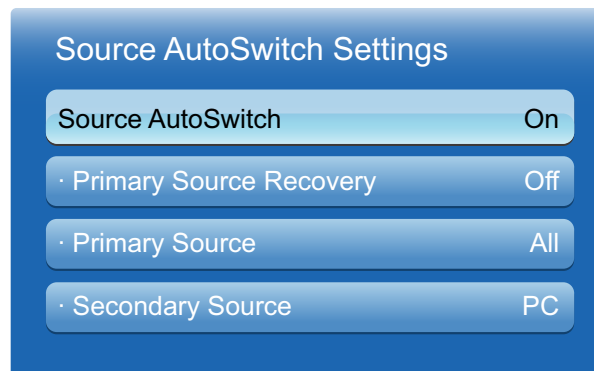 Source AutoSwitch Settings
Source AutoSwitch On
· Primary Source Recovery Off
· Primary Source All
· Secondary Source PC